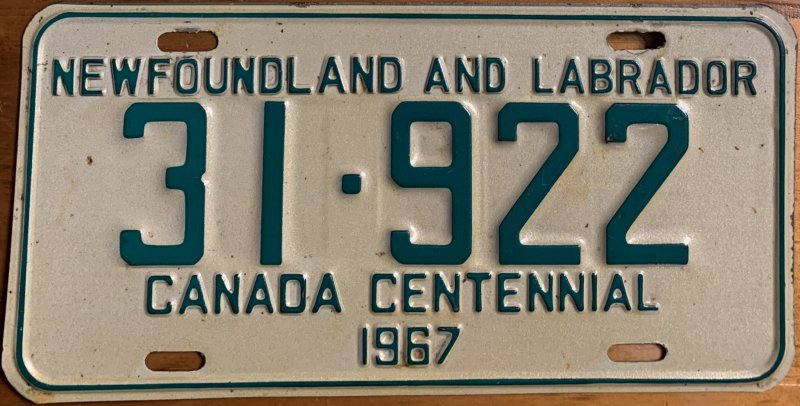 NEWFOUNDLAND AND LABRADOR
31·922
CANADA CENTENNIAL
1967